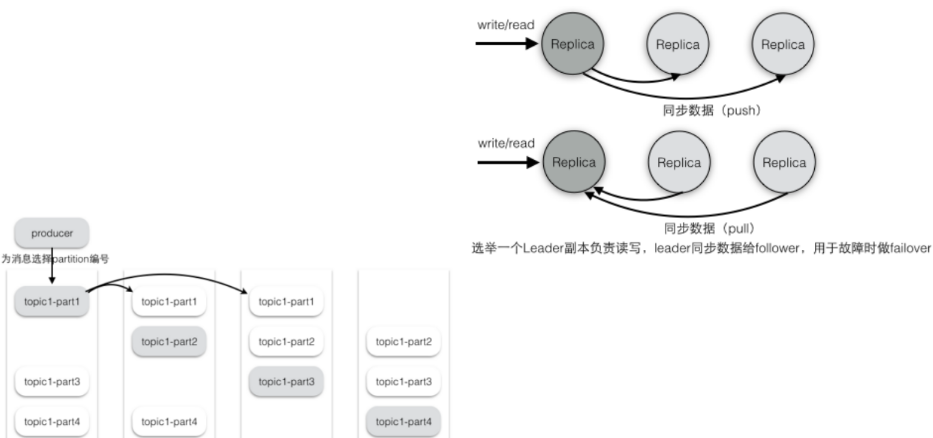 write/read
Replica
Replica
Replica
同步数据（push）
write/read
Replica
Replica
Replica
同步数据（pull）
选举一个Leader副本负责读写，leader同步数据给follower，用于故障时做failover
producer
为消息选择partition编号
topic1-part1
topic1-part1
topic1-part1
topic1-part2
topic1-part2
topic1-part2
topic1-part3
topic1-part3
topic1-part3
topic1-part4
topic1-part4
topic1-part4